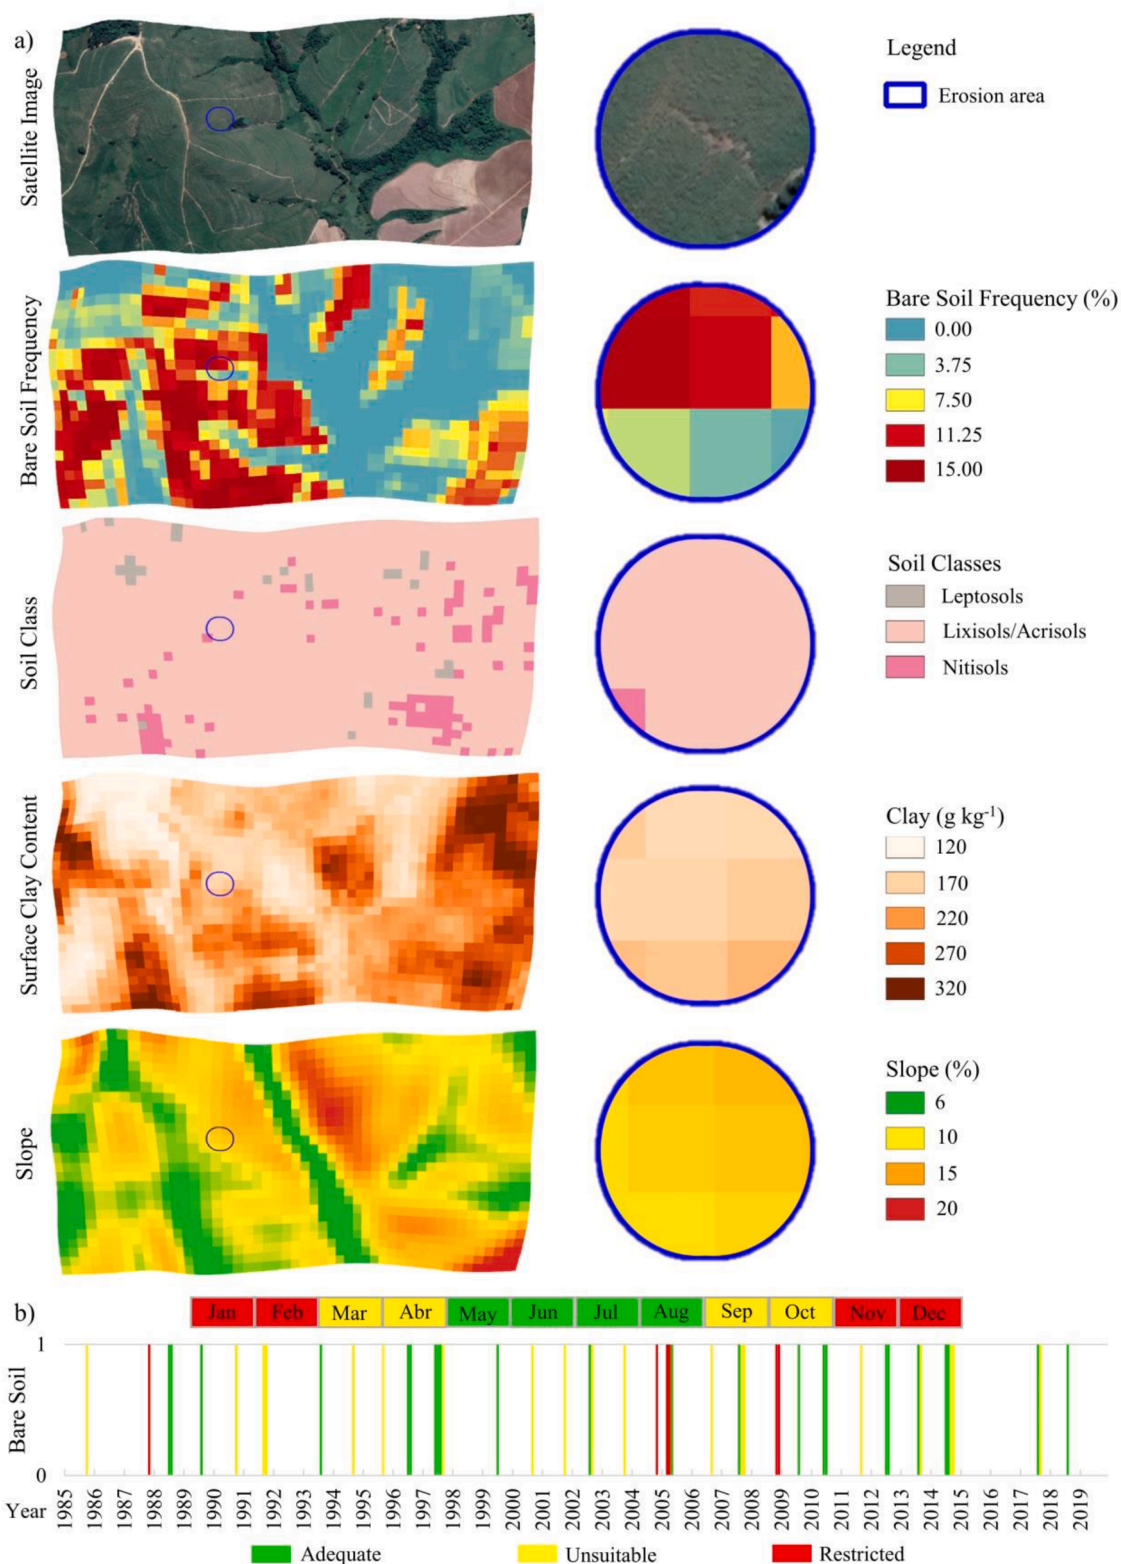 a)
Satellite Image
Legend
Erosion area
Bare Soil Frequency
Bare Soil Frequency (%)
0.00
3.75
7.50
11.25
15.00
Soil Class
Soil Classes
Leptosols
Lixisols/Acrisols
Nitisols
Surface Clay Content
Clay (g kg-1)
120
170
220
270
320
Slope
Slope (%)
6
10
15
20
b)
Jan Feb Mar Abr May Jun Jul Aug Sep Oct Nov Dec
Bare Soil
1
0
Year
1985 1986 1987 1988 1989 1990 1991 1992 1993 1994 1995 1996 1997 1998 1999 2000 2001 2002 2003 2004 2005 2006 2007 2008 2009 2010 2011 2012 2013 2014 2015 2016 2017 2018 2019
Adequate Unsuitable Restricted